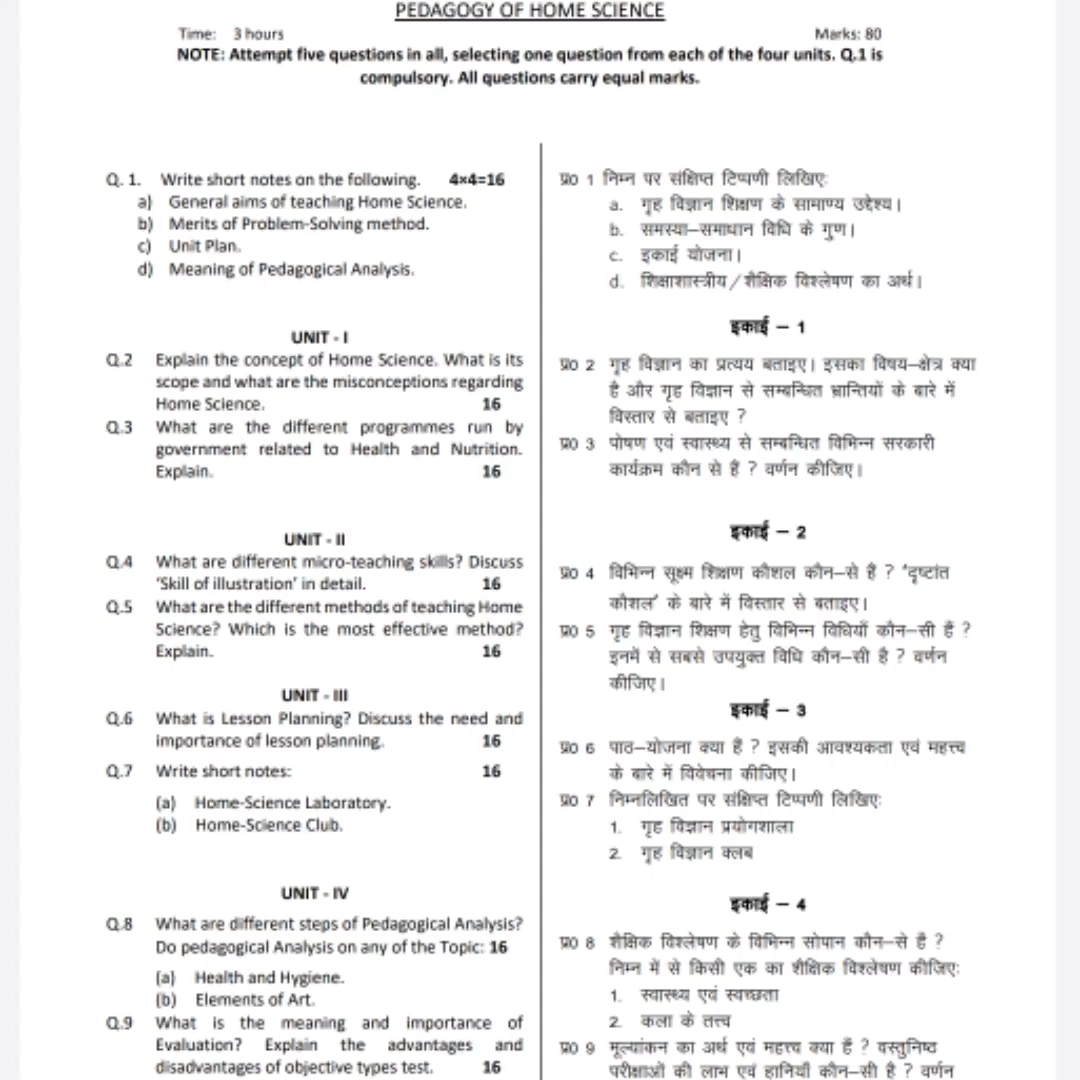 PEDAGOGY OF HOME SCIENCE
Time: 3 hours Marks: 80
NOTE: Attempt five questions in all, selecting one question from each of the four units. Q.1 is
compulsory. All questions carry equal marks.
Q. 1. Write short notes on the following. 4×4=16
a) General aims of teaching Home Science.
b) Merits of Problem-Solving method.
c) Unit Plan.
d) Meaning of Pedagogical Analysis.
UNIT - I
Q.2 Explain the concept of Home Science. What is its
scope and what are the misconceptions regarding
Home Science. 16
Q.3 What are the different programmes run by
government related to Health and Nutrition.
Explain. 16
UNIT - II
Q.4 What are different micro-teaching skills? Discuss
'Skill of illustration' in detail. 16
Q.5 What are the different methods of teaching Home
Science? Which is the most effective method?
Explain. 16
UNIT - III
Q.6 What is Lesson Planning? Discuss the need and
importance of lesson planning. 16
Q.7 Write short notes: 16
(a) Home-Science Laboratory.
(b) Home-Science Club.
UNIT - IV
Q.8 What are different steps of Pedagogical Analysis?
Do pedagogical Analysis on any of the Topic: 16
(a) Health and Hygiene.
(b) Elements of Art.
Q.9 What is the meaning and importance of
Evaluation? Explain the advantages and
disadvantages of objective types test. 16
प्र0 1 निम्न पर संक्षिप्त टिप्पणी लिखिए:
a. गृह विज्ञान शिक्षण के सामाण्य उद्देश्य।
b. समस्या–समाधान विधि के गुण।
c. इकाई योजना।
d. शिक्षाशास्त्रीय/शैक्षिक विश्लेषण का अर्थ।
इकाई – 1
प्र0 2 गृह विज्ञान का प्रत्यय बताइए। इसका विषय–क्षेत्र क्या
है और गृह विज्ञान से सम्बन्धित भ्रान्तियों के बारे में
विस्तार से बताइए ?
प्र0 3 पोषण एवं स्वास्थ्य से सम्बन्धित विभिन्न सरकारी
कार्यक्रम कौन से हैं ? वर्णन कीजिए।
इकाई – 2
प्र0 4 विभिन्न सूक्ष्म शिक्षण कौशल कौन–से हैं ? 'दृष्टांत
कौशल' के बारे में विस्तार से बताइए।
प्र0 5 गृह विज्ञान शिक्षण हेतु विभिन्न विधियाँ कौन–सी हैं ?
इनमें से सबसे उपयुक्त विधि कौन–सी है ? वर्णन
कीजिए।
इकाई – 3
प्र0 6 पाठ–योजना क्या हैं ? इसकी आवश्यकता एवं महत्त्व
के बारे में विवेचना कीजिए।
प्र0 7 निम्नलिखित पर संक्षिप्त टिप्पणी लिखिए:
1. गृह विज्ञान प्रयोगशाला
2. गृह विज्ञान क्लब
इकाई – 4
प्र0 8 शैक्षिक विश्लेषण के विभिन्न सोपान कौन–से हैं ?
निम्न में से किसी एक का शैक्षिक विश्लेषण कीजिए:
1. स्वास्थ्य एवं स्वच्छता
2. कला के तत्त्व
प्र0 9 मूल्यांकन का अर्थ एवं महत्त्व क्या हैं ? वस्तुनिष्ठ
परीक्षाओं की लाभ एवं हानियाँ कौन–सी हैं ? वर्णन